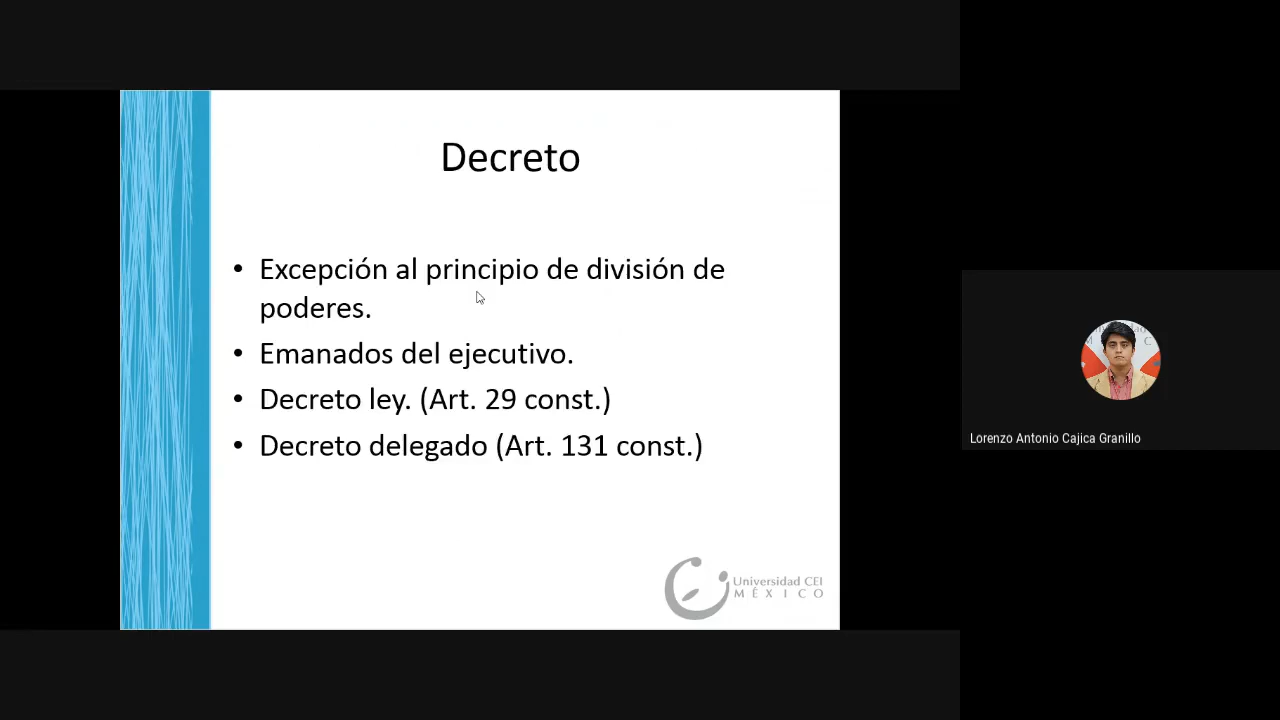 Decreto
• Excepción al principio de división de
poderes.
• Emanados del ejecutivo.
• Decreto ley. (Art. 29 const.)
• Decreto delegado (Art. 131 const.)
Universidad CEI
MÉXICO
Lorenzo Antonio Cajica Granillo